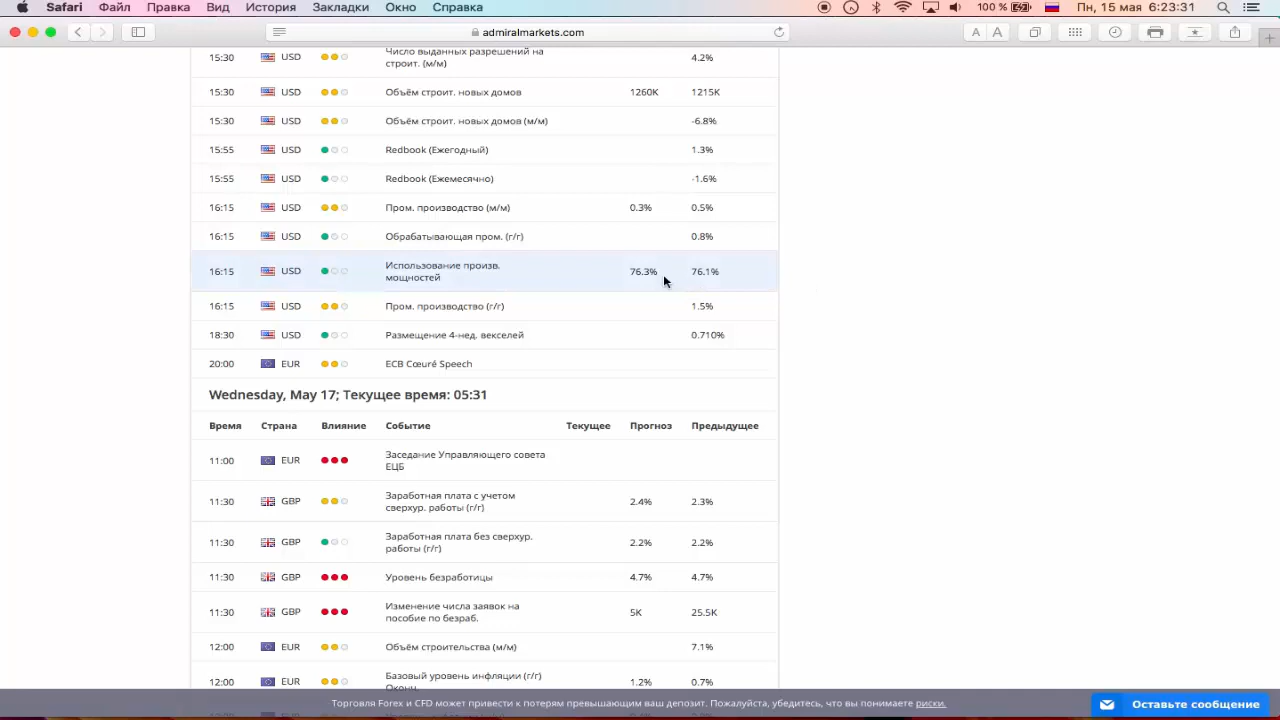 Safari Файл Правка Вид История Закладки Окно Справка 100 % Пн, 15 мая 6:23:31
admiralmarkets.com A A
15:30 USD Число выданных разрешений на 4.2%
строит. (м/м)
15:30 USD Объём строит. новых домов 1260K 1215K
15:30 USD Объём строит. новых домов (м/м) -6.8%
15:55 USD Redbook (Ежегодный) 1.3%
15:55 USD Redbook (Ежемесячно) -1.6%
16:15 USD Пром. производство (м/м) 0.3% 0.5%
16:15 USD Обрабатывающая пром. (г/г) 0.8%
16:15 USD Использование произв. 76.3% 76.1%
мощностей
16:15 USD Пром. производство (г/г) 1.5%
18:30 USD Размещение 4-нед. векселей 0.710%
20:00 EUR ECB Cœuré Speech
Wednesday, May 17; Текущее время: 05:31
Время Страна Влияние Событие Текущее Прогноз Предыдущее
11:00 EUR Заседание Управляющего совета
ЕЦБ
11:30 GBP Заработная плата с учетом 2.4% 2.3%
сверхур. работы (г/г)
11:30 GBP Заработная плата без сверхур. 2.2% 2.2%
работы (г/г)
11:30 GBP Уровень безработицы 4.7% 4.7%
11:30 GBP Изменение числа заявок на 5K 25.5K
пособие по безраб.
12:00 EUR Объём строительства (м/м) 7.1%
12:00 EUR Базовый уровень инфляции (г/г) 1.2% 0.7%
Оконч.
Торговля Forex и CFD может привести к потерям превышающим ваш депозит. Пожалуйста, убедитесь, что вы понимаете риски.
Оставьте сообщение